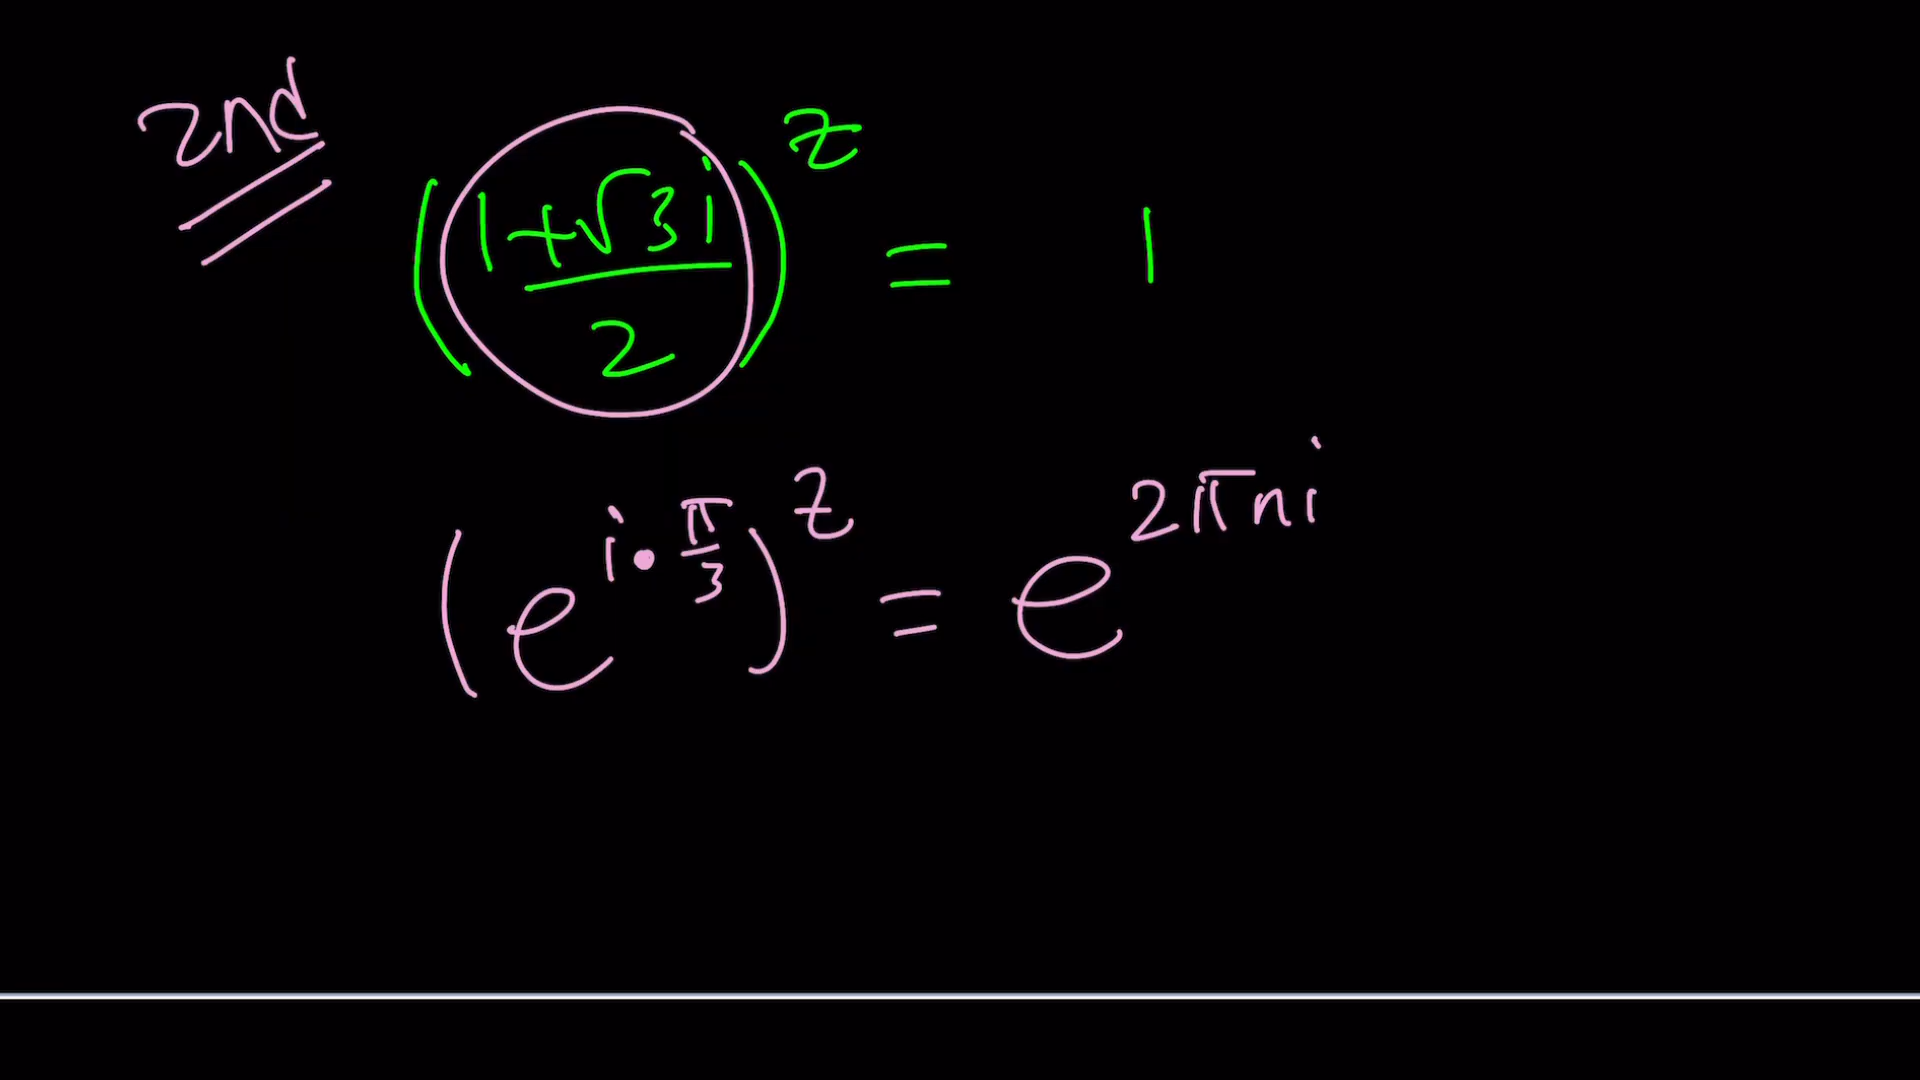 2nd
((1+√3i)/2)^z = 1
(e^(i·π/3))^z = e^(2πni)